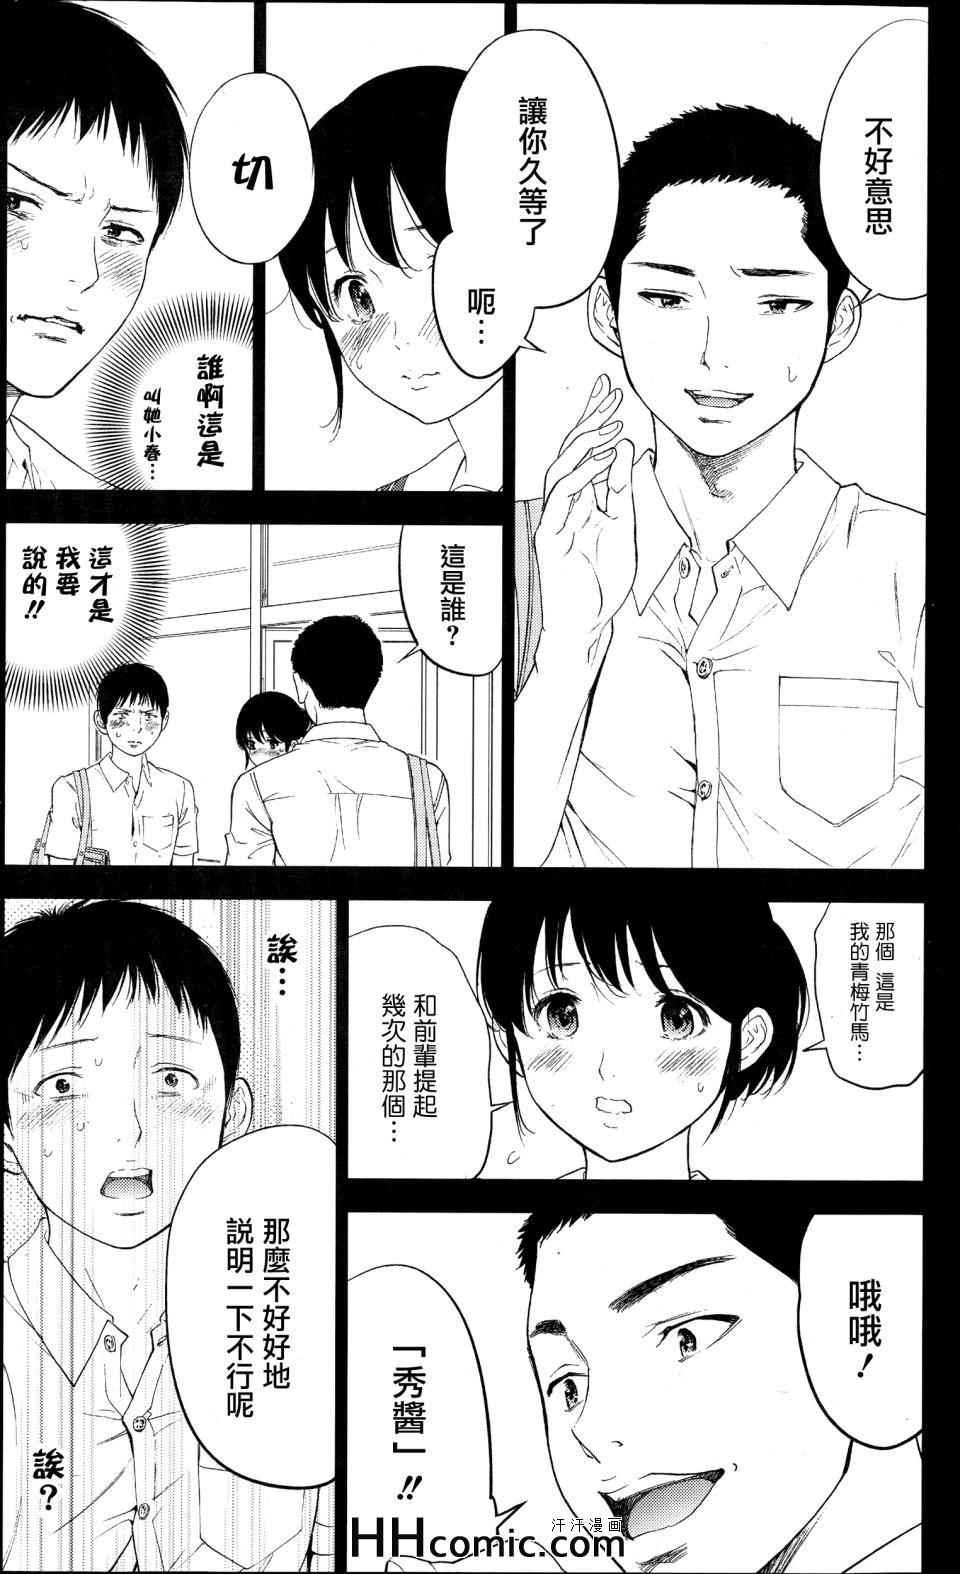 不好意思
讓你久等了
呃…
切
誰啊這是
叫她小春…
這是誰？
這才是
我要
說的!!
那個 這是
我的青梅竹馬…
和前輩提起
幾次的那個…
哦哦！
「秀醬」!!
誒…
那麼不好好地
説明一下不行呢
誒？
汗汗漫画
HHcomic.com